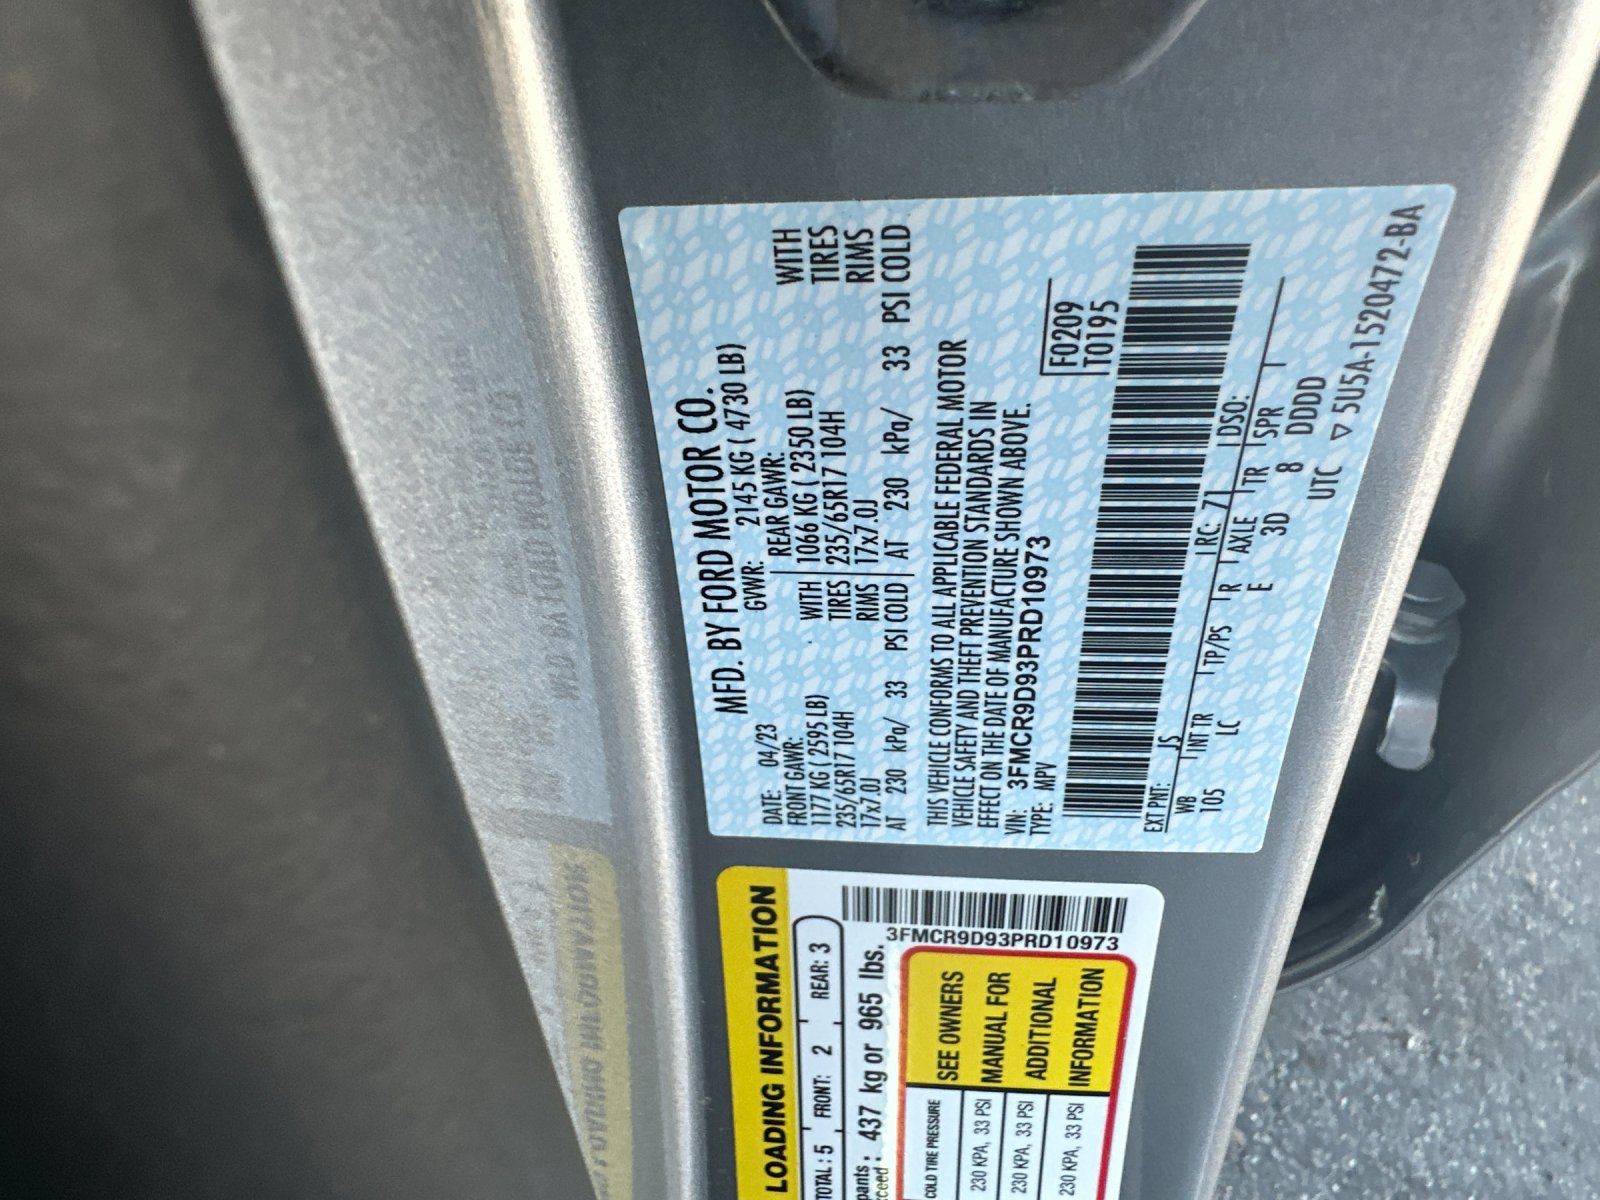 MFD. BY FORD MOTOR CO.
DATE: 04/23 GVWR: 2145 KG ( 4730 LB)
FRONT GAWR: REAR GAWR:
1177 KG ( 2595 LB) WITH 1066 KG ( 2350 LB) WITH
235/65R17 104H TIRES 235/65R17 104H TIRES
17x7.0J RIMS 17x7.0J RIMS
AT 230 kPa/ 33 PSI COLD AT 230 kPa/ 33 PSI COLD
THIS VEHICLE CONFORMS TO ALL APPLICABLE FEDERAL MOTOR
VEHICLE SAFETY AND THEFT PREVENTION STANDARDS IN
EFFECT ON THE DATE OF MANUFACTURE SHOWN ABOVE.
VIN: 3FMCR9D93PRD10973 F0209
TYPE: MPV T0195
EXT PNT: JS RC: 71 DSO:
WB INT TR TP/PS R AXLE TR SPR
105 LC E 3D 8 DDDD
UTC ▽ 5U5A-1520472-BA
LOADING INFORMATION
TOTAL : 5 FRONT: 2 REAR: 3
3FMCR9D93PRD10973
pants
xceed : 437 kg or 965 lbs.
COLD TIRE PRESSURE SEE OWNERS
230 KPA, 33 PSI MANUAL FOR
230 KPA, 33 PSI ADDITIONAL
230 KPA, 33 PSI INFORMATION